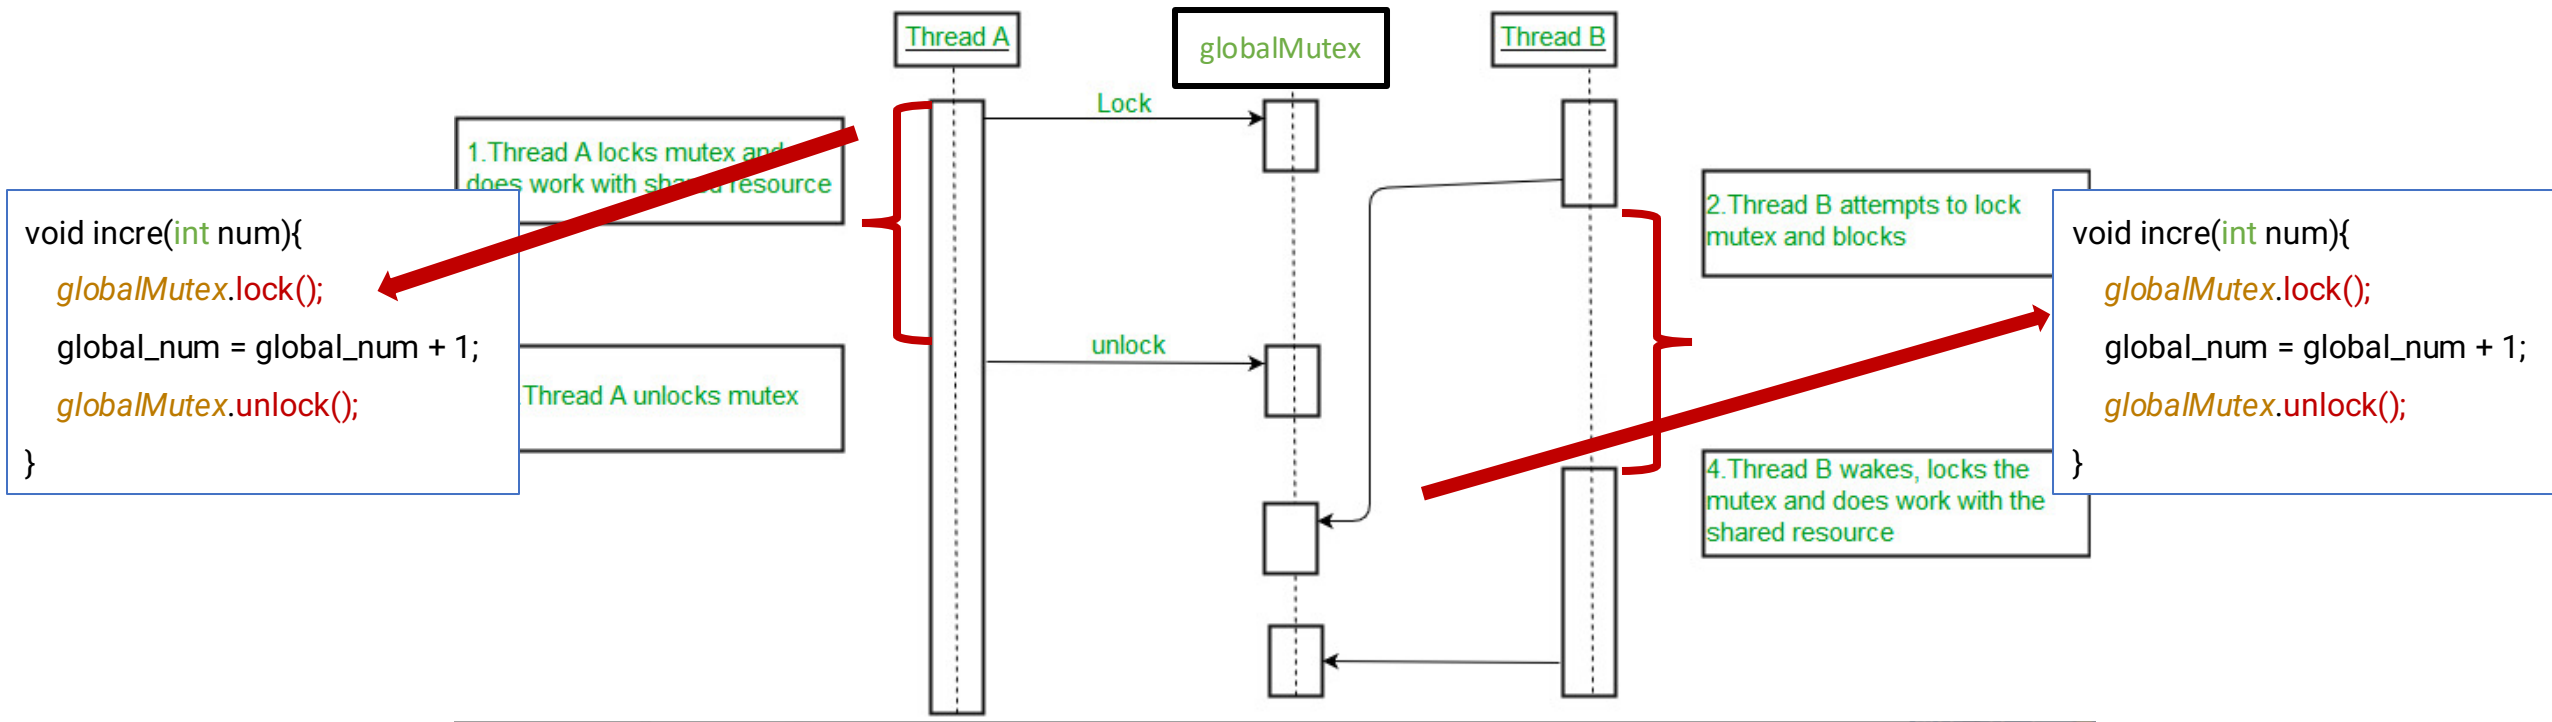 Thread A
globalMutex
Thread B
Lock
1.Thread A locks mutex and
does work with shared resource
void incre(int num){
globalMutex.lock();
global_num = global_num + 1;
globalMutex.unlock();
}
unlock
.Thread A unlocks mutex
2.Thread B attempts to lock
mutex and blocks
void incre(int num){
globalMutex.lock();
global_num = global_num + 1;
globalMutex.unlock();
}
4.Thread B wakes, locks the
mutex and does work with the
shared resource